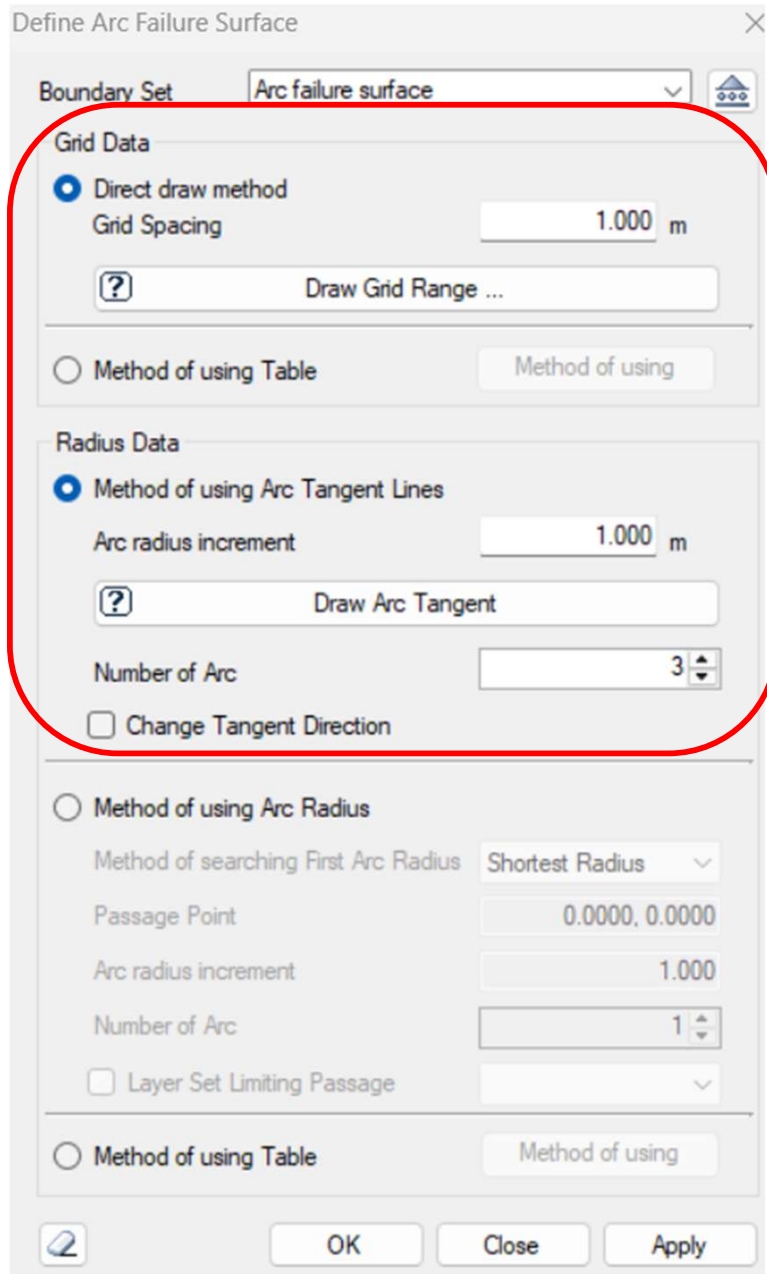 Define Arc Failure Surface
Boundary Set Arc failure surface
Grid Data
Direct draw method
Grid Spacing 1.000 m
? Draw Grid Range ...
Method of using Table Method of using
Radius Data
Method of using Arc Tangent Lines
Arc radius increment 1.000 m
? Draw Arc Tangent
Number of Arc 3
Change Tangent Direction
Method of using Arc Radius
Method of searching First Arc Radius Shortest Radius
Passage Point 0.0000, 0.0000
Arc radius increment 1.000
Number of Arc 1
Layer Set Limiting Passage
Method of using Table Method of using
OK Close Apply